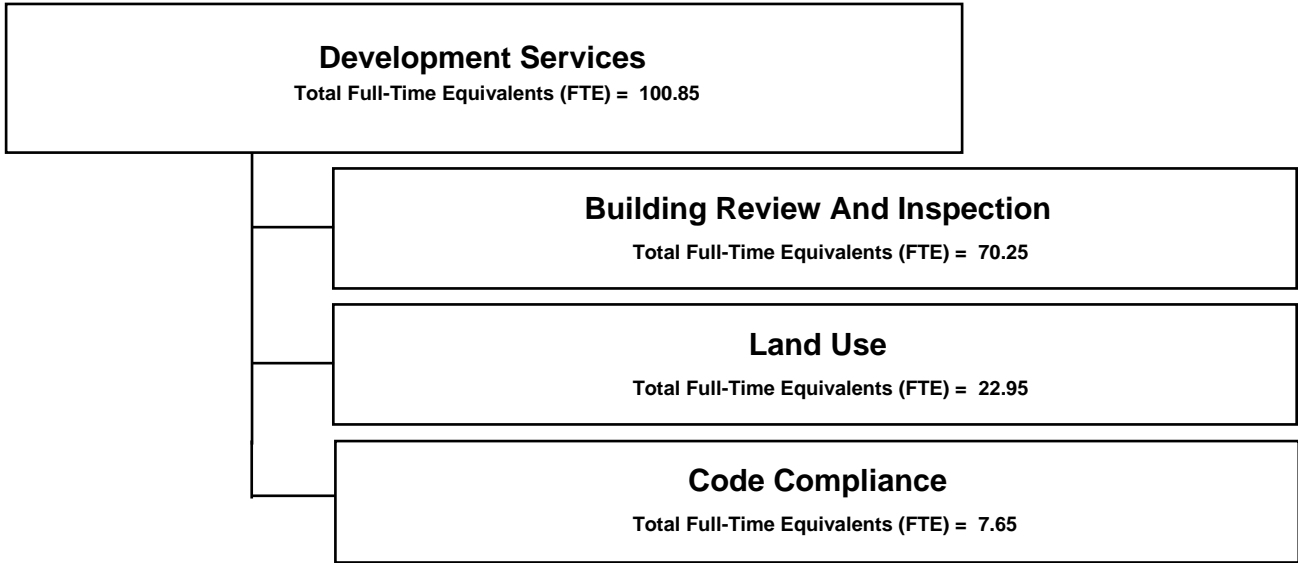 Development Services
Total Full-Time Equivalents (FTE) = 100.85
Building Review And Inspection
Total Full-Time Equivalents (FTE) = 70.25
Land Use
Total Full-Time Equivalents (FTE) = 22.95
Code Compliance
Total Full-Time Equivalents (FTE) = 7.65